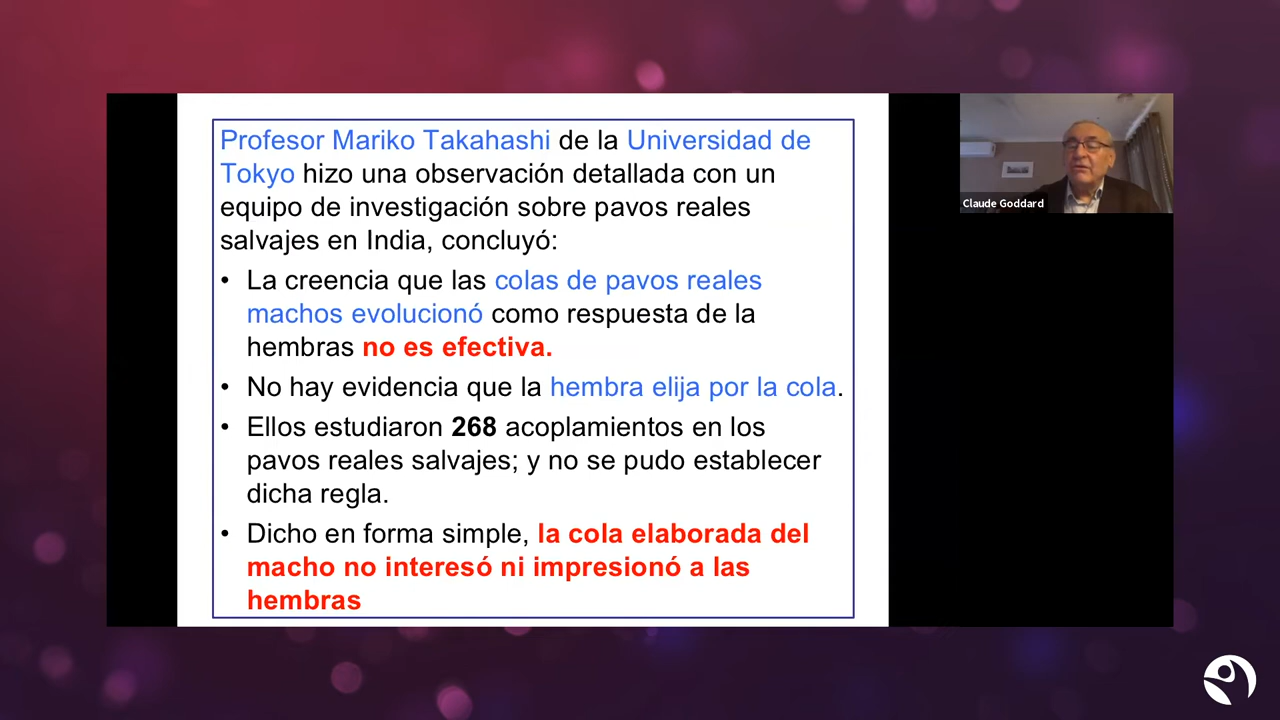 Profesor Mariko Takahashi de la Universidad de
Tokyo hizo una observación detallada con un
equipo de investigación sobre pavos reales
salvajes en India, concluyó:
• La creencia que las colas de pavos reales
machos evolucionó como respuesta de la
hembras no es efectiva.
• No hay evidencia que la hembra elija por la cola.
• Ellos estudiaron 268 acoplamientos en los
pavos reales salvajes; y no se pudo establecer
dicha regla.
• Dicho en forma simple, la cola elaborada del
macho no interesó ni impresionó a las
hembras
Claude Goddard